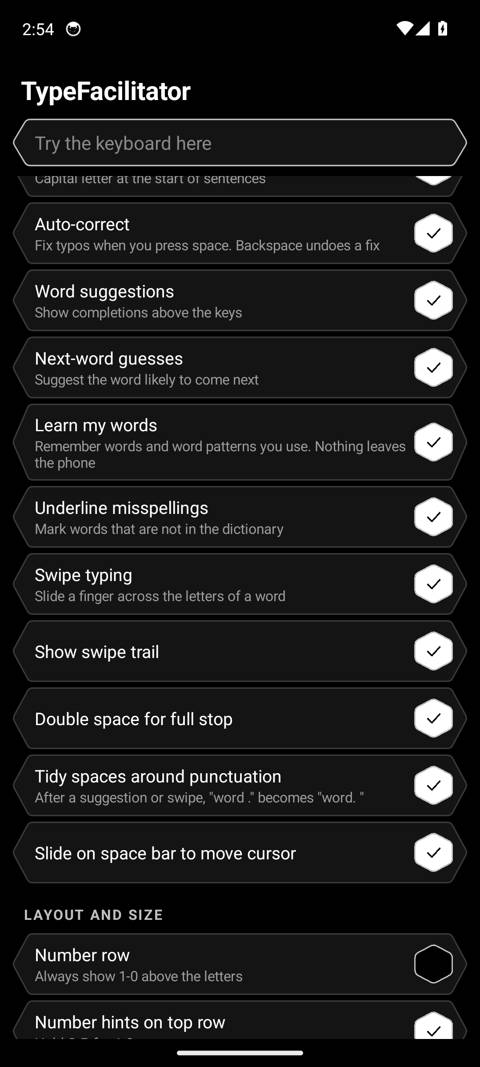 2:54
TypeFacilitator
Try the keyboard here
Capital letter at the start of sentences
Auto-correct
Fix typos when you press space. Backspace undoes a fix
Word suggestions
Show completions above the keys
Next-word guesses
Suggest the word likely to come next
Learn my words
Remember words and word patterns you use. Nothing leaves
the phone
Underline misspellings
Mark words that are not in the dictionary
Swipe typing
Slide a finger across the letters of a word
Show swipe trail
Double space for full stop
Tidy spaces around punctuation
After a suggestion or swipe, "word ." becomes "word. "
Slide on space bar to move cursor
LAYOUT AND SIZE
Number row
Always show 1-0 above the letters
Number hints on top row